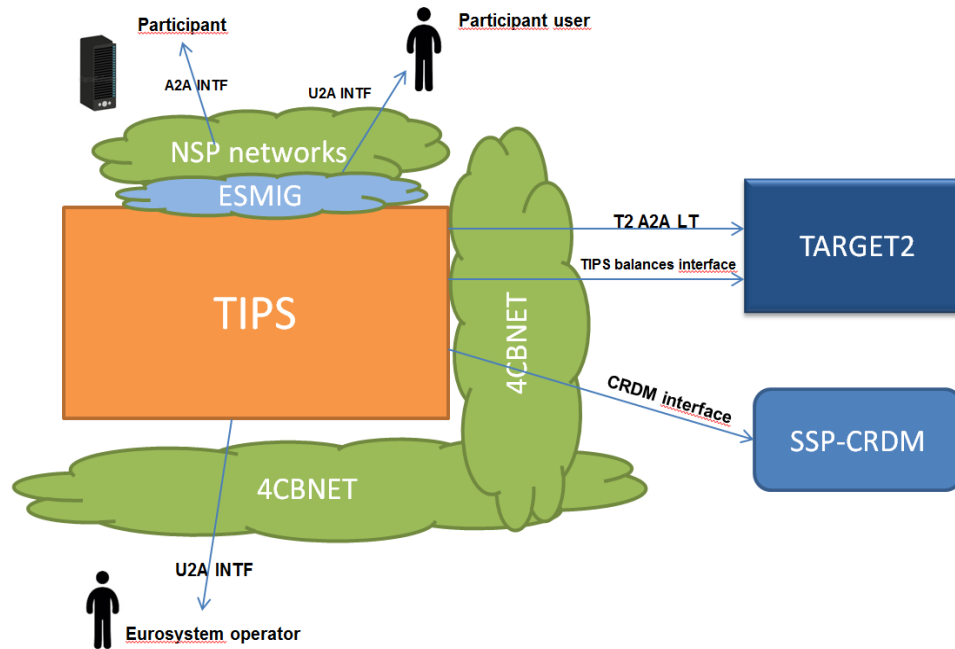 Participant
Participant user
A2A INTF
U2A INTF
NSP networks
ESMIG
TIPS
4CBNET
T2 A2A LT
TIPS balances interface
TARGET2
CRDM interface
SSP-CRDM
4CBNET
U2A INTF
Eurosystem operator